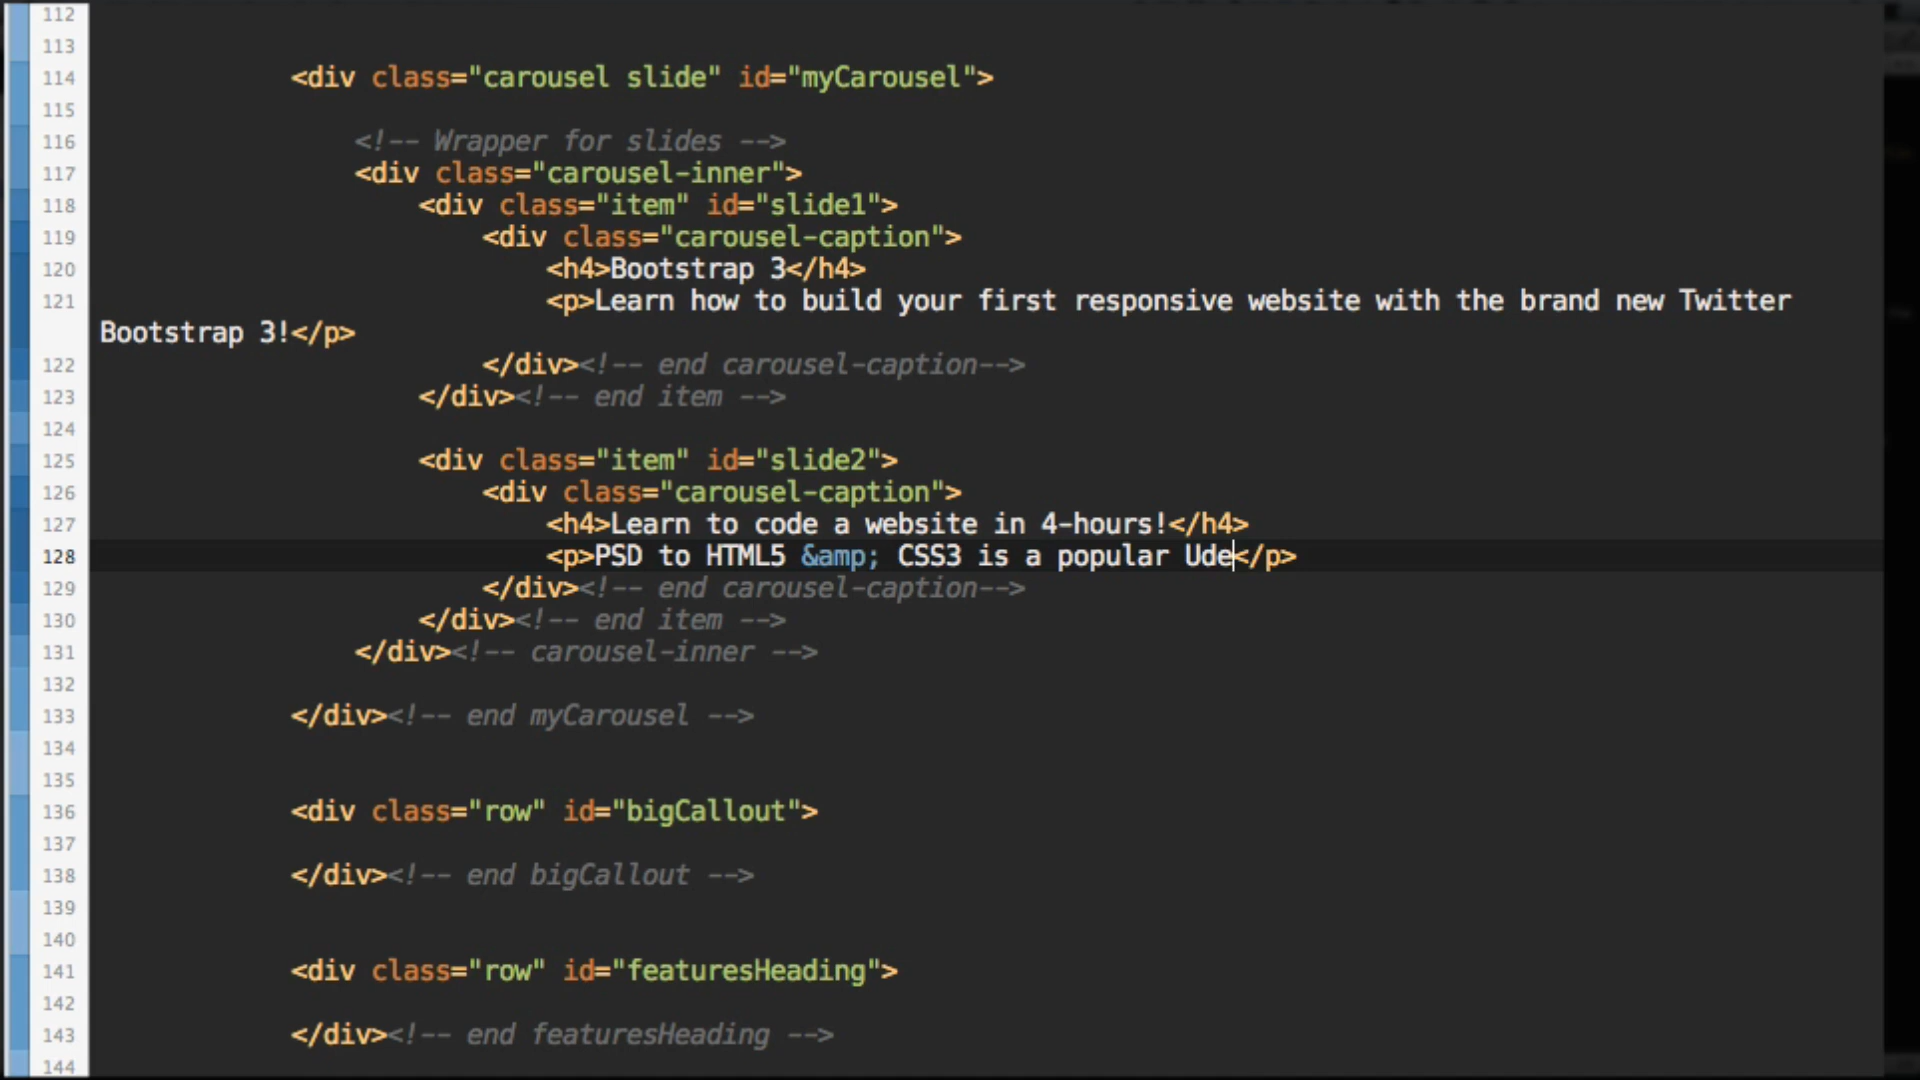 112
113
114 <div class="carousel slide" id="myCarousel">
115
116 <!-- Wrapper for slides -->
117 <div class="carousel-inner">
118 <div class="item" id="slide1">
119 <div class="carousel-caption">
120 <h4>Bootstrap 3</h4>
121 <p>Learn how to build your first responsive website with the brand new Twitter
Bootstrap 3!</p>
122 </div><!-- end carousel-caption-->
123 </div><!-- end item -->
124
125 <div class="item" id="slide2">
126 <div class="carousel-caption">
127 <h4>Learn to code a website in 4-hours!</h4>
128 <p>PSD to HTML5 &amp; CSS3 is a popular Ude</p>
129 </div><!-- end carousel-caption-->
130 </div><!-- end item -->
131 </div><!-- carousel-inner -->
132
133 </div><!-- end myCarousel -->
134
135
136 <div class="row" id="bigCallout">
137
138 </div><!-- end bigCallout -->
139
140
141 <div class="row" id="featuresHeading">
142
143 </div><!-- end featuresHeading -->
144